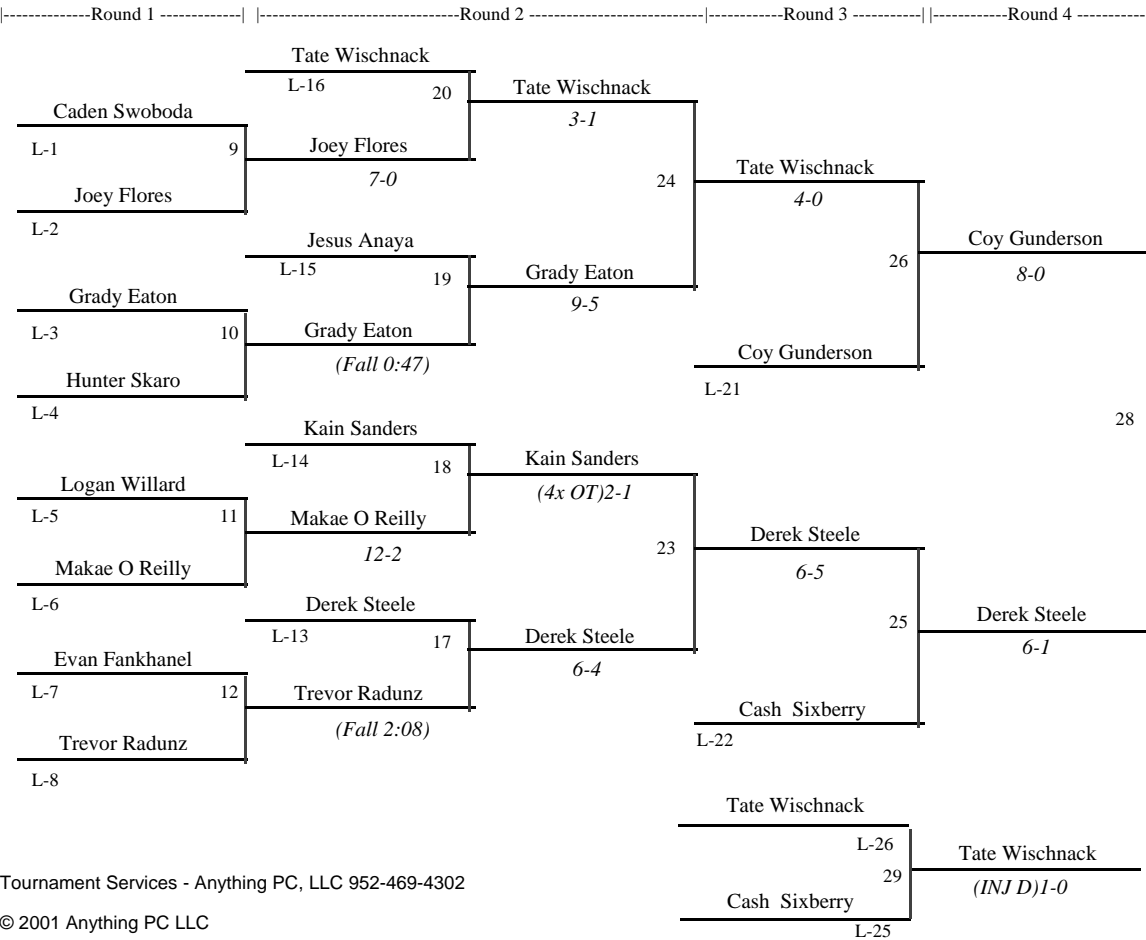 |--------------Round 1 -------------| |--------------------------------Round 2 ----------------------------|------------Round 3 -----------||------------Round 4 -----------
Tate Wischnack
L-16 20 Tate Wischnack
3-1
Caden Swoboda
L-1 9 Joey Flores
7-0
Joey Flores
L-2
24 Tate Wischnack
4-0
Jesus Anaya
L-15 19 Grady Eaton
9-5
Grady Eaton
L-3 10 Grady Eaton
(Fall 0:47)
Hunter Skaro
L-4
26 Coy Gunderson
8-0
Coy Gunderson
L-21
28
Kain Sanders
L-14 18 Kain Sanders
(4x OT)2-1
Logan Willard
L-5 11 Makae O Reilly
12-2
Makae O Reilly
L-6
23 Derek Steele
6-5
Derek Steele
L-13 17 Derek Steele
6-4
Evan Fankhanel
L-7 12 Trevor Radunz
(Fall 2:08)
Trevor Radunz
L-8
25 Derek Steele
6-1
Cash Sixberry
L-22
Tate Wischnack
L-26
29 Tate Wischnack
(INJ D)1-0
Cash Sixberry
L-25
Tournament Services - Anything PC, LLC 952-469-4302
© 2001 Anything PC LLC